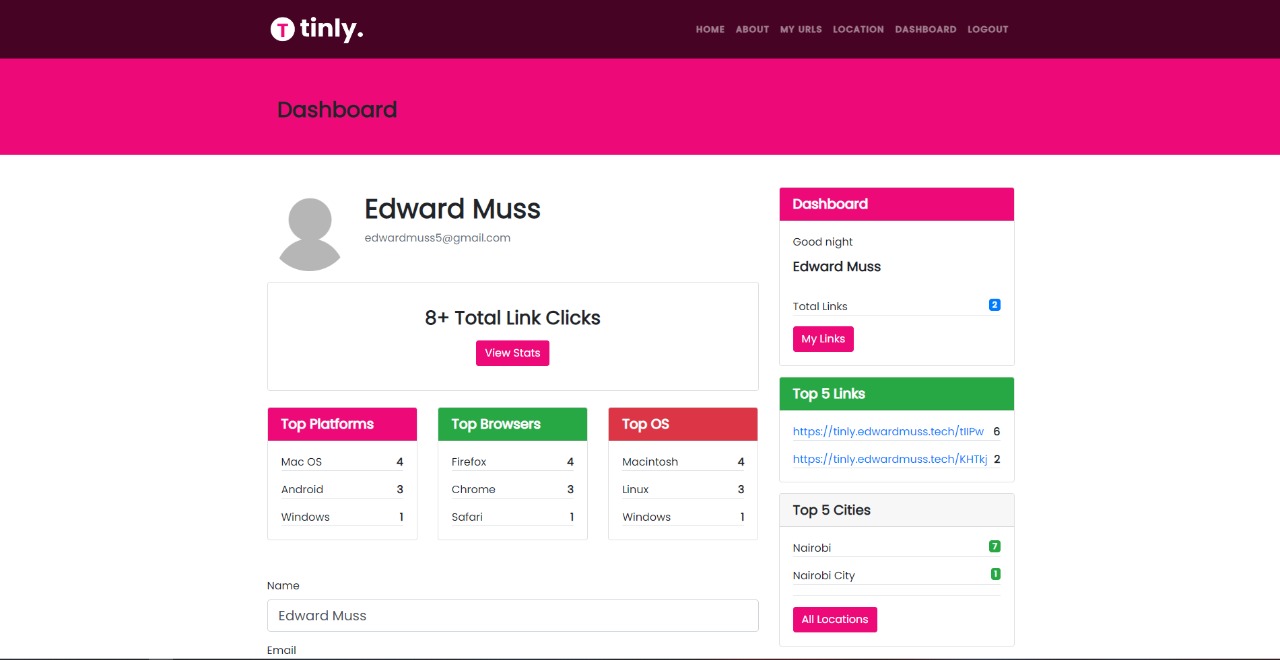 T tinly.
HOME ABOUT MY URLS LOCATION DASHBOARD LOGOUT
Dashboard
Edward Muss
edwardmuss5@gmail.com
8+ Total Link Clicks
View Stats
Top Platforms
Mac OS 4
Android 3
Windows 1
Top Browsers
Firefox 4
Chrome 3
Safari 1
Top OS
Macintosh 4
Linux 3
Windows 1
Name
Edward Muss
Email
Dashboard
Good night
Edward Muss
Total Links 2
My Links
Top 5 Links
https://tinly.edwardmuss.tech/tIIPw 6
https://tinly.edwardmuss.tech/KHTkj 2
Top 5 Cities
Nairobi 7
Nairobi City 1
All Locations